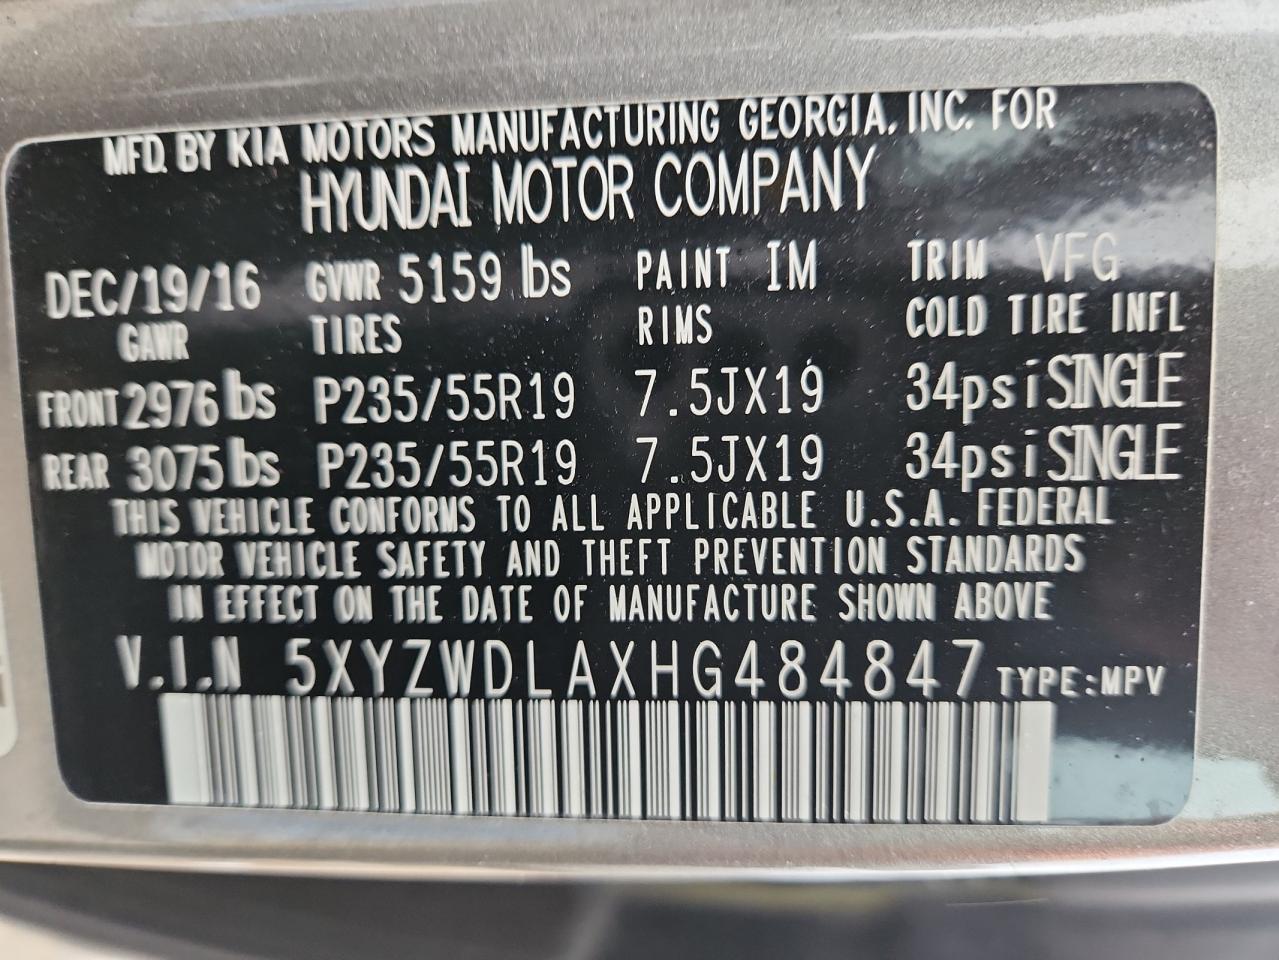 MFD. BY KIA MOTORS MANUFACTURING GEORGIA, INC. FOR
HYUNDAI MOTOR COMPANY
DEC/19/16 GVWR 5159 lbs PAINT IM TRIM VFG
GAWR TIRES RIMS COLD TIRE INFL
FRONT 2976 lbs P235/55R19 7.5JX19 34psi SINGLE
REAR 3075 lbs P235/55R19 7.5JX19 34psi SINGLE
THIS VEHICLE CONFORMS TO ALL APPLICABLE U.S.A. FEDERAL
MOTOR VEHICLE SAFETY AND THEFT PREVENTION STANDARDS
IN EFFECT ON THE DATE OF MANUFACTURE SHOWN ABOVE
V.I.N 5XYZWDLAXHG484847 TYPE:MPV